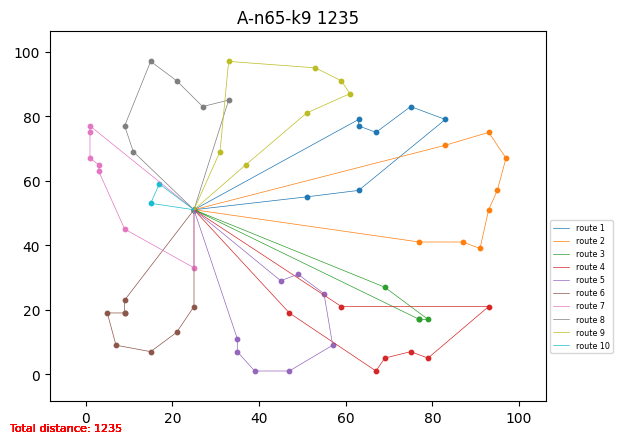 A-n65-k9 1235
100
80
60
40
20
0
0 20 40 60 80 100
route 1
route 2
route 3
route 4
route 5
route 6
route 7
route 8
route 9
route 10
Total distance: 1235